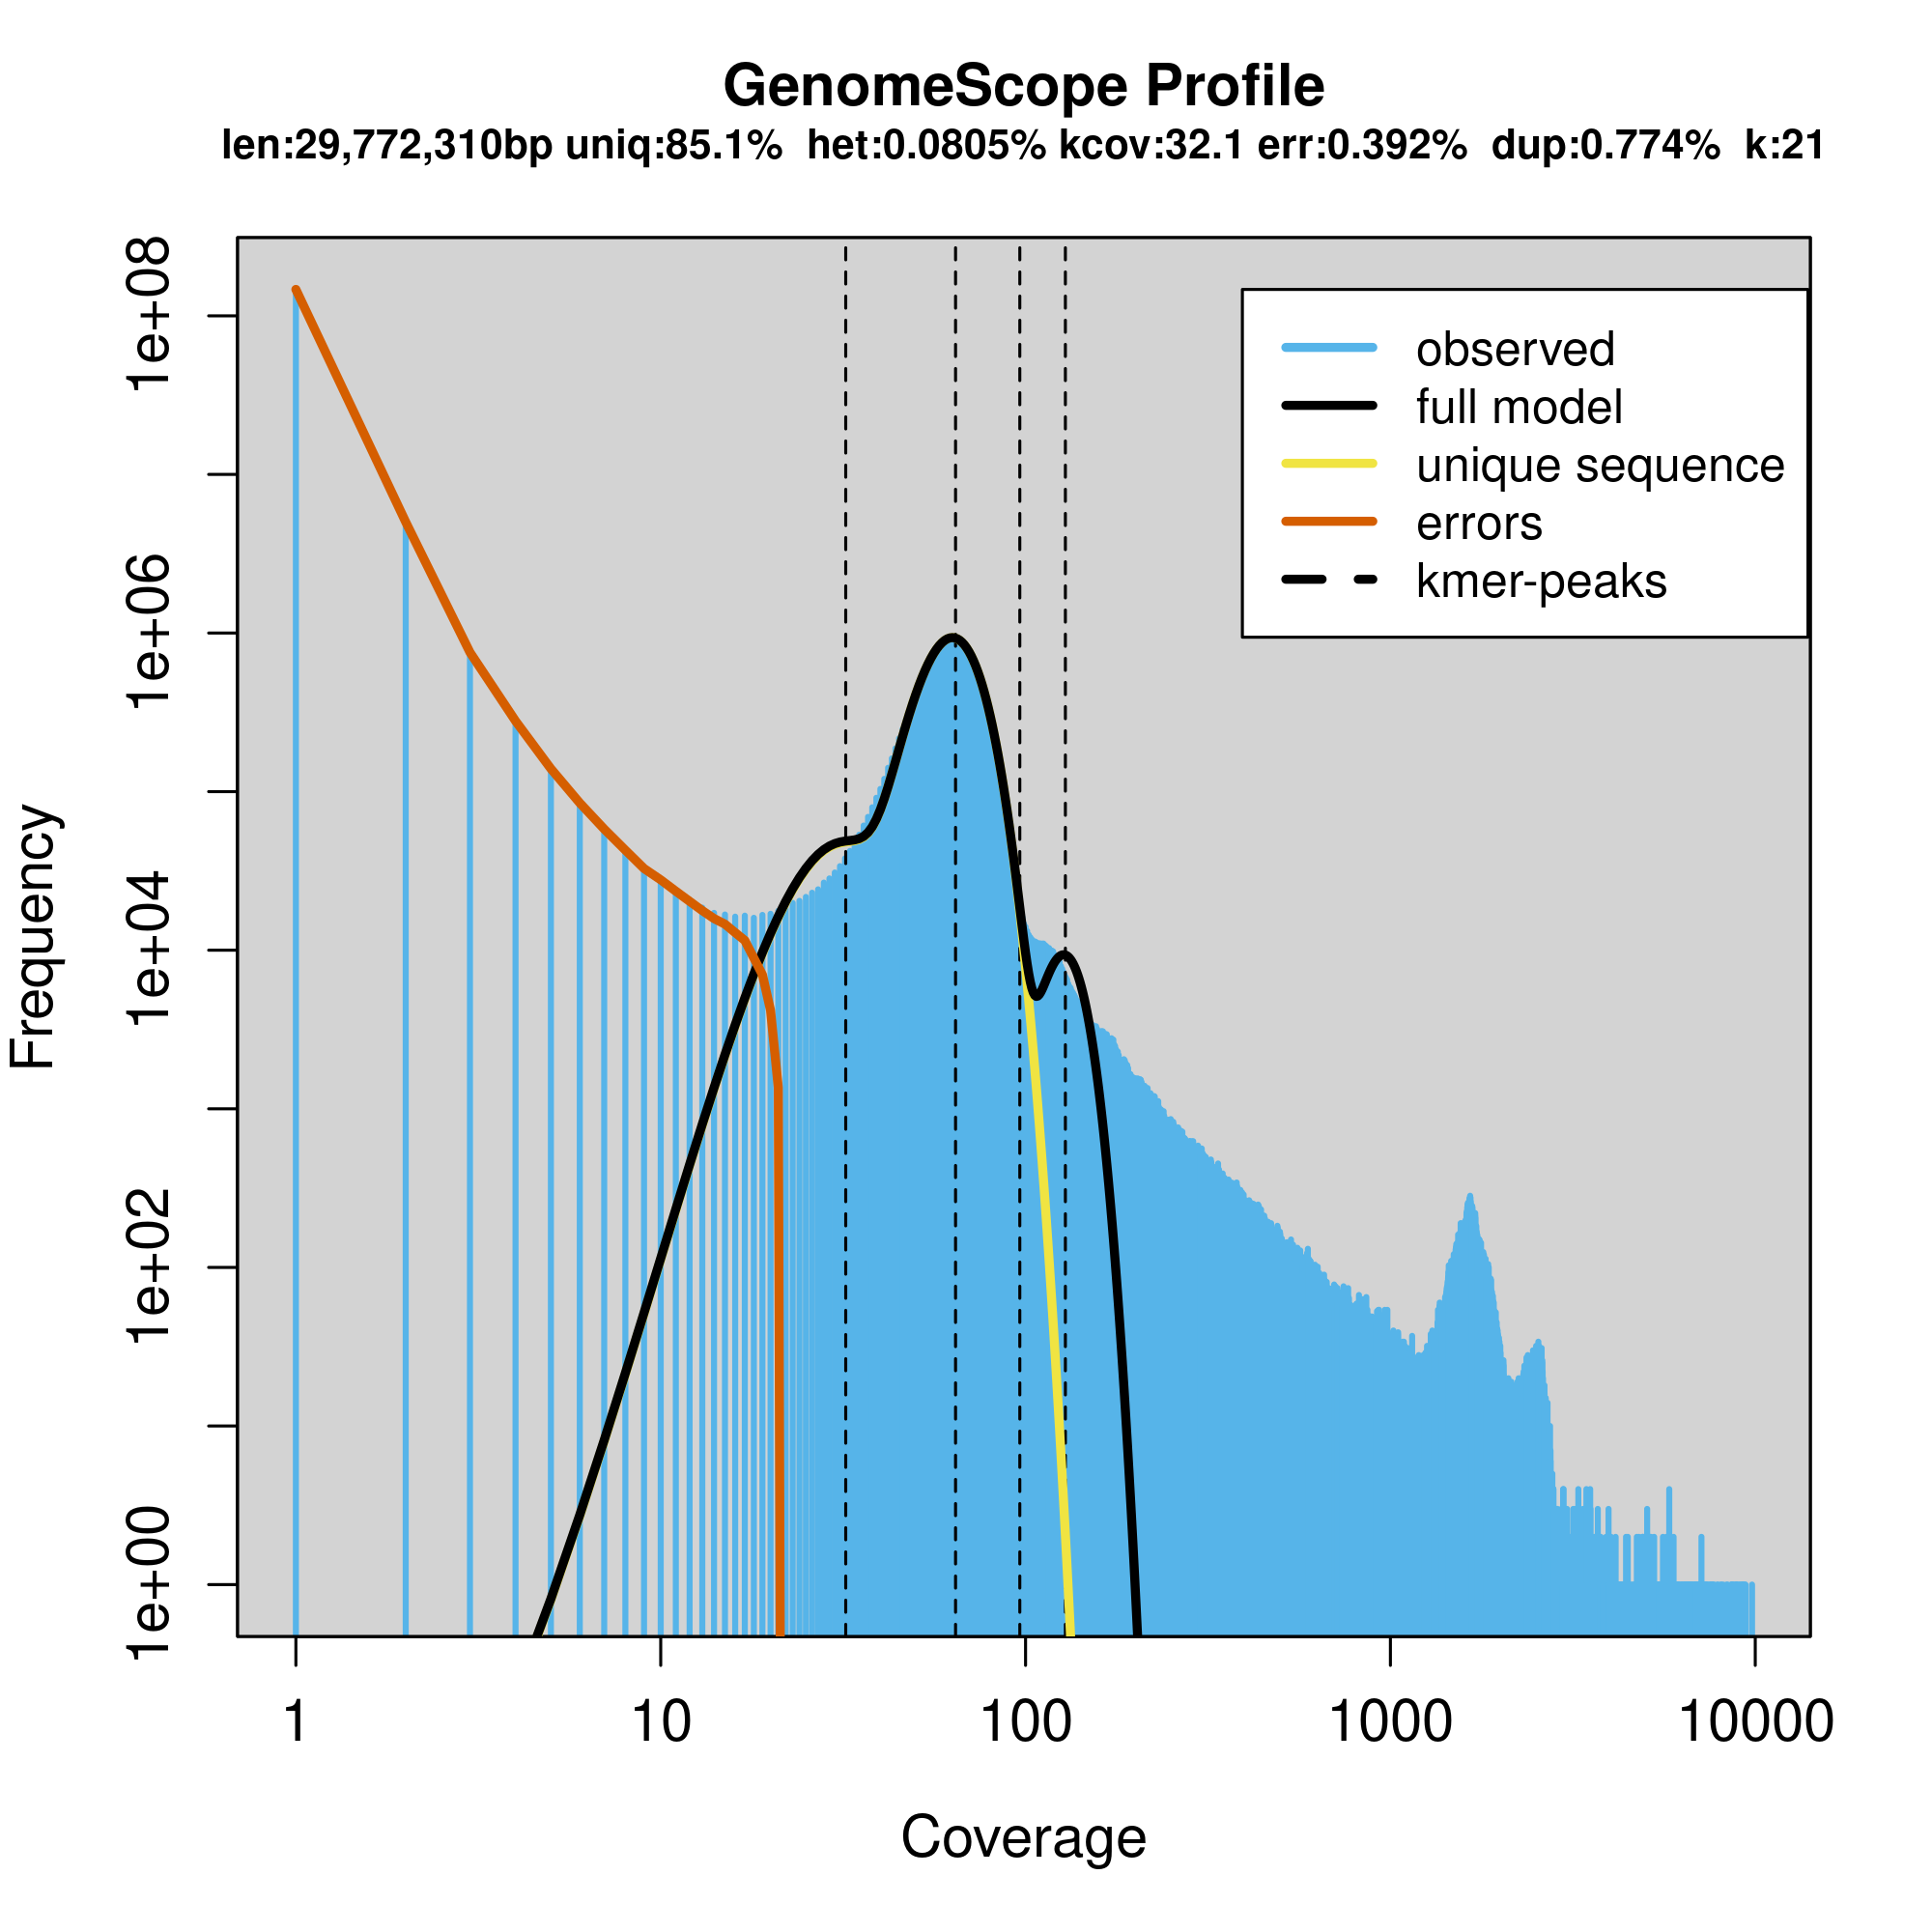 GenomeScope Profile
len:29,772,310bp uniq:85.1% het:0.0805% kcov:32.1 err:0.392% dup:0.774% k:21
observed
full model
unique sequence
errors
kmer-peaks
Frequency
1e+08
1e+06
1e+04
1e+02
1e+00
1 10 100 1000 10000
Coverage